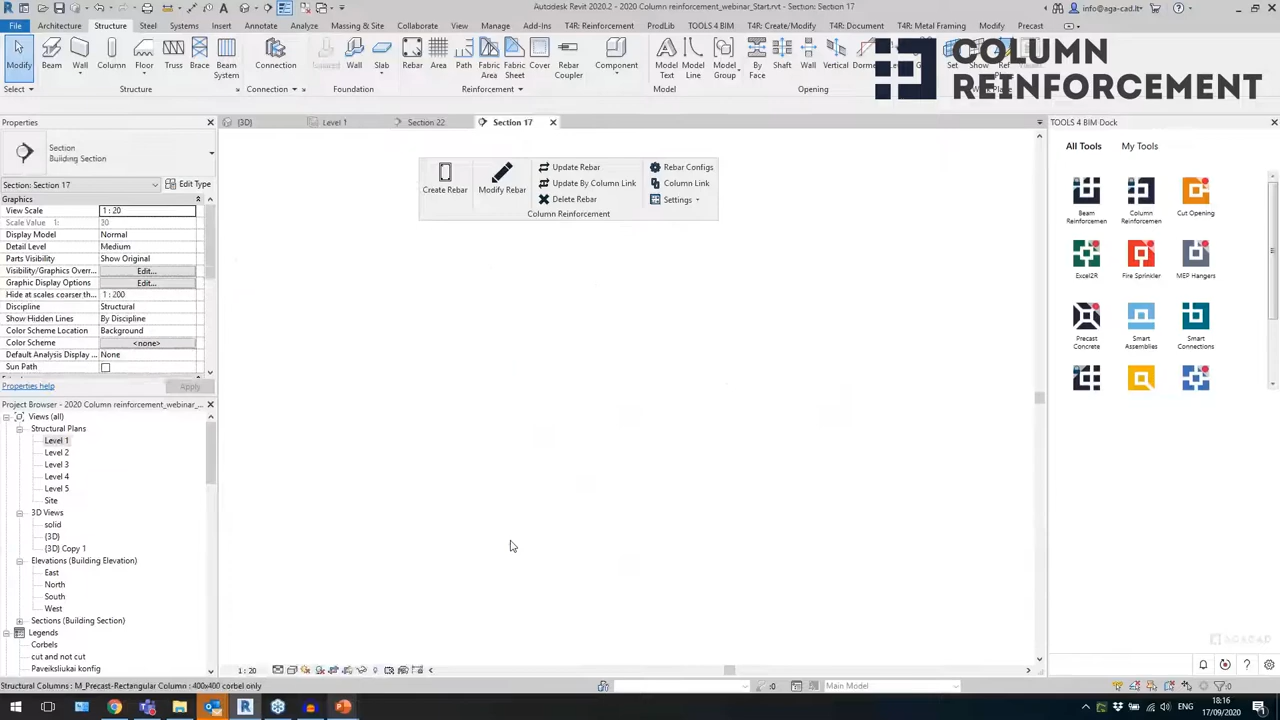 Autodesk Revit 2020.2 - 2020 Column reinforcement_webinar_Start.rvt - Section: Section 17
info@aga-cad.lt
File Architecture Structure Steel Systems Insert Annotate Analyze Massing & Site Collaborate View Manage Add-Ins T4R: Reinforcement ProdLib TOOLS 4 BIM T4R: Create/Modify T4R: Document T4R: Metal Framing Modify Precast
COLUMN
REINFORCEMENT
Modify Beam Wall Column Floor Truss Brace Beam System Connection Isolated Wall Slab Rebar Area Path Fabric Area Fabric Sheet Cover Rebar Coupler Component Model Text Model Line Model Group By Face Shaft Wall Vertical Set Show Ref
Select Structure Connection Foundation Reinforcement Model Opening
Properties
{3D} Level 1 Section 22 Section 17
TOOLS 4 BIM Dock
Section
Building Section
All Tools My Tools
Create Rebar Modify Rebar
Update Rebar
Update By Column Link
Delete Rebar
Rebar Configs
Column Link
Settings
Column Reinforcement
Section: Section 17 Edit Type
Graphics
View Scale 1 : 20
Scale Value 1: 30
Display Model Normal
Detail Level Medium
Parts Visibility Show Original
Visibility/Graphics Overr... Edit...
Graphic Display Options Edit...
Hide at scales coarser th... 1 : 200
Discipline Structural
Show Hidden Lines By Discipline
Color Scheme Location Background
Color Scheme <none>
Default Analysis Display ... None
Sun Path
Properties help Apply
Beam Reinforcemen Column Reinforcemen Cut Opening
Excel2R Fire Sprinkler MEP Hangers
Precast Concrete Smart Assemblies Smart Connections
Project Browser - 2020 Column reinforcement_webinar_...
Views (all)
Structural Plans
Level 1
Level 2
Level 3
Level 4
Level 5
Site
3D Views
solid
{3D}
{3D} Copy 1
Elevations (Building Elevation)
East
North
South
West
Sections (Building Section)
Legends
Corbels
cut and not cut
Paveiksliukai konfig
AGACAD
1 : 20
Structural Columns : M_Precast-Rectangular Column : 400x400 corbel only
:0 Main Model :0
ENG
18:16
17/09/2020